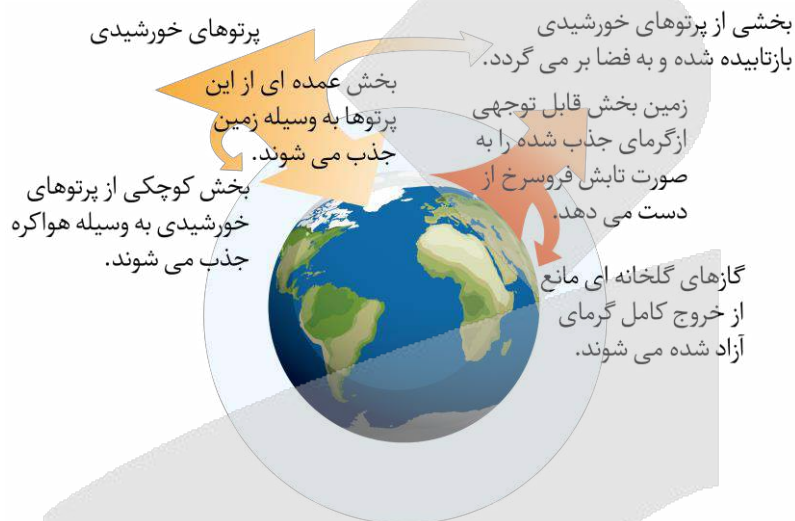 بخشی از پرتوهای خورشیدی
بازتابیده شده و به فضا بر می گردد.
پرتوهای خورشیدی
بخش عمده ای از این
پرتوها به وسیله زمین
جذب می شوند.
زمین بخش قابل توجهی
ازگرمای جذب شده را به
صورت تابش فروسرخ از
دست می دهد.
بخش کوچکی از پرتوهای
خورشیدی به وسیله هواکره
جذب می شوند.
گازهای گلخانه ای مانع
از خروج کامل گرمای
آزاد شده می شوند.